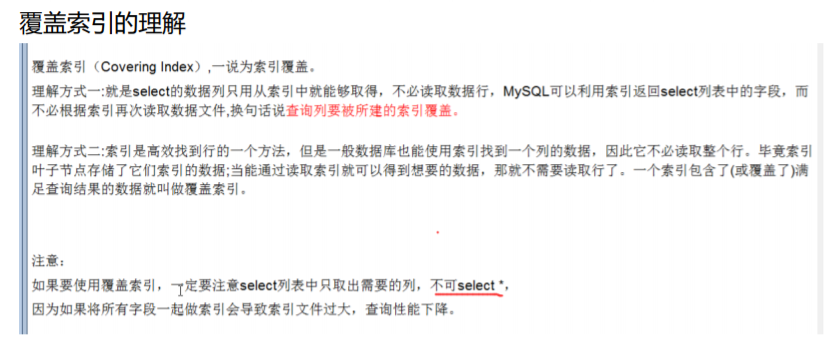 覆盖索引的理解
覆盖索引（Covering Index）,一说为索引覆盖。
理解方式一:就是select的数据列只用从索引中就能够取得，不必读取数据行，MySQL可以利用索引返回select列表中的字段，而
不必根据索引再次读取数据文件,换句话说查询列要被所建的索引覆盖。
理解方式二:索引是高效找到行的一个方法，但是一般数据库也能使用索引找到一个列的数据，因此它不必读取整个行。毕竟索引
叶子节点存储了它们索引的数据;当能通过读取索引就可以得到想要的数据，那就不需要读取行了。一个索引包含了(或覆盖了)满
足查询结果的数据就叫做覆盖索引。
注意：
如果要使用覆盖索引，一定要注意select列表中只取出需要的列，不可select *，
因为如果将所有字段一起做索引会导致索引文件过大，查询性能下降。